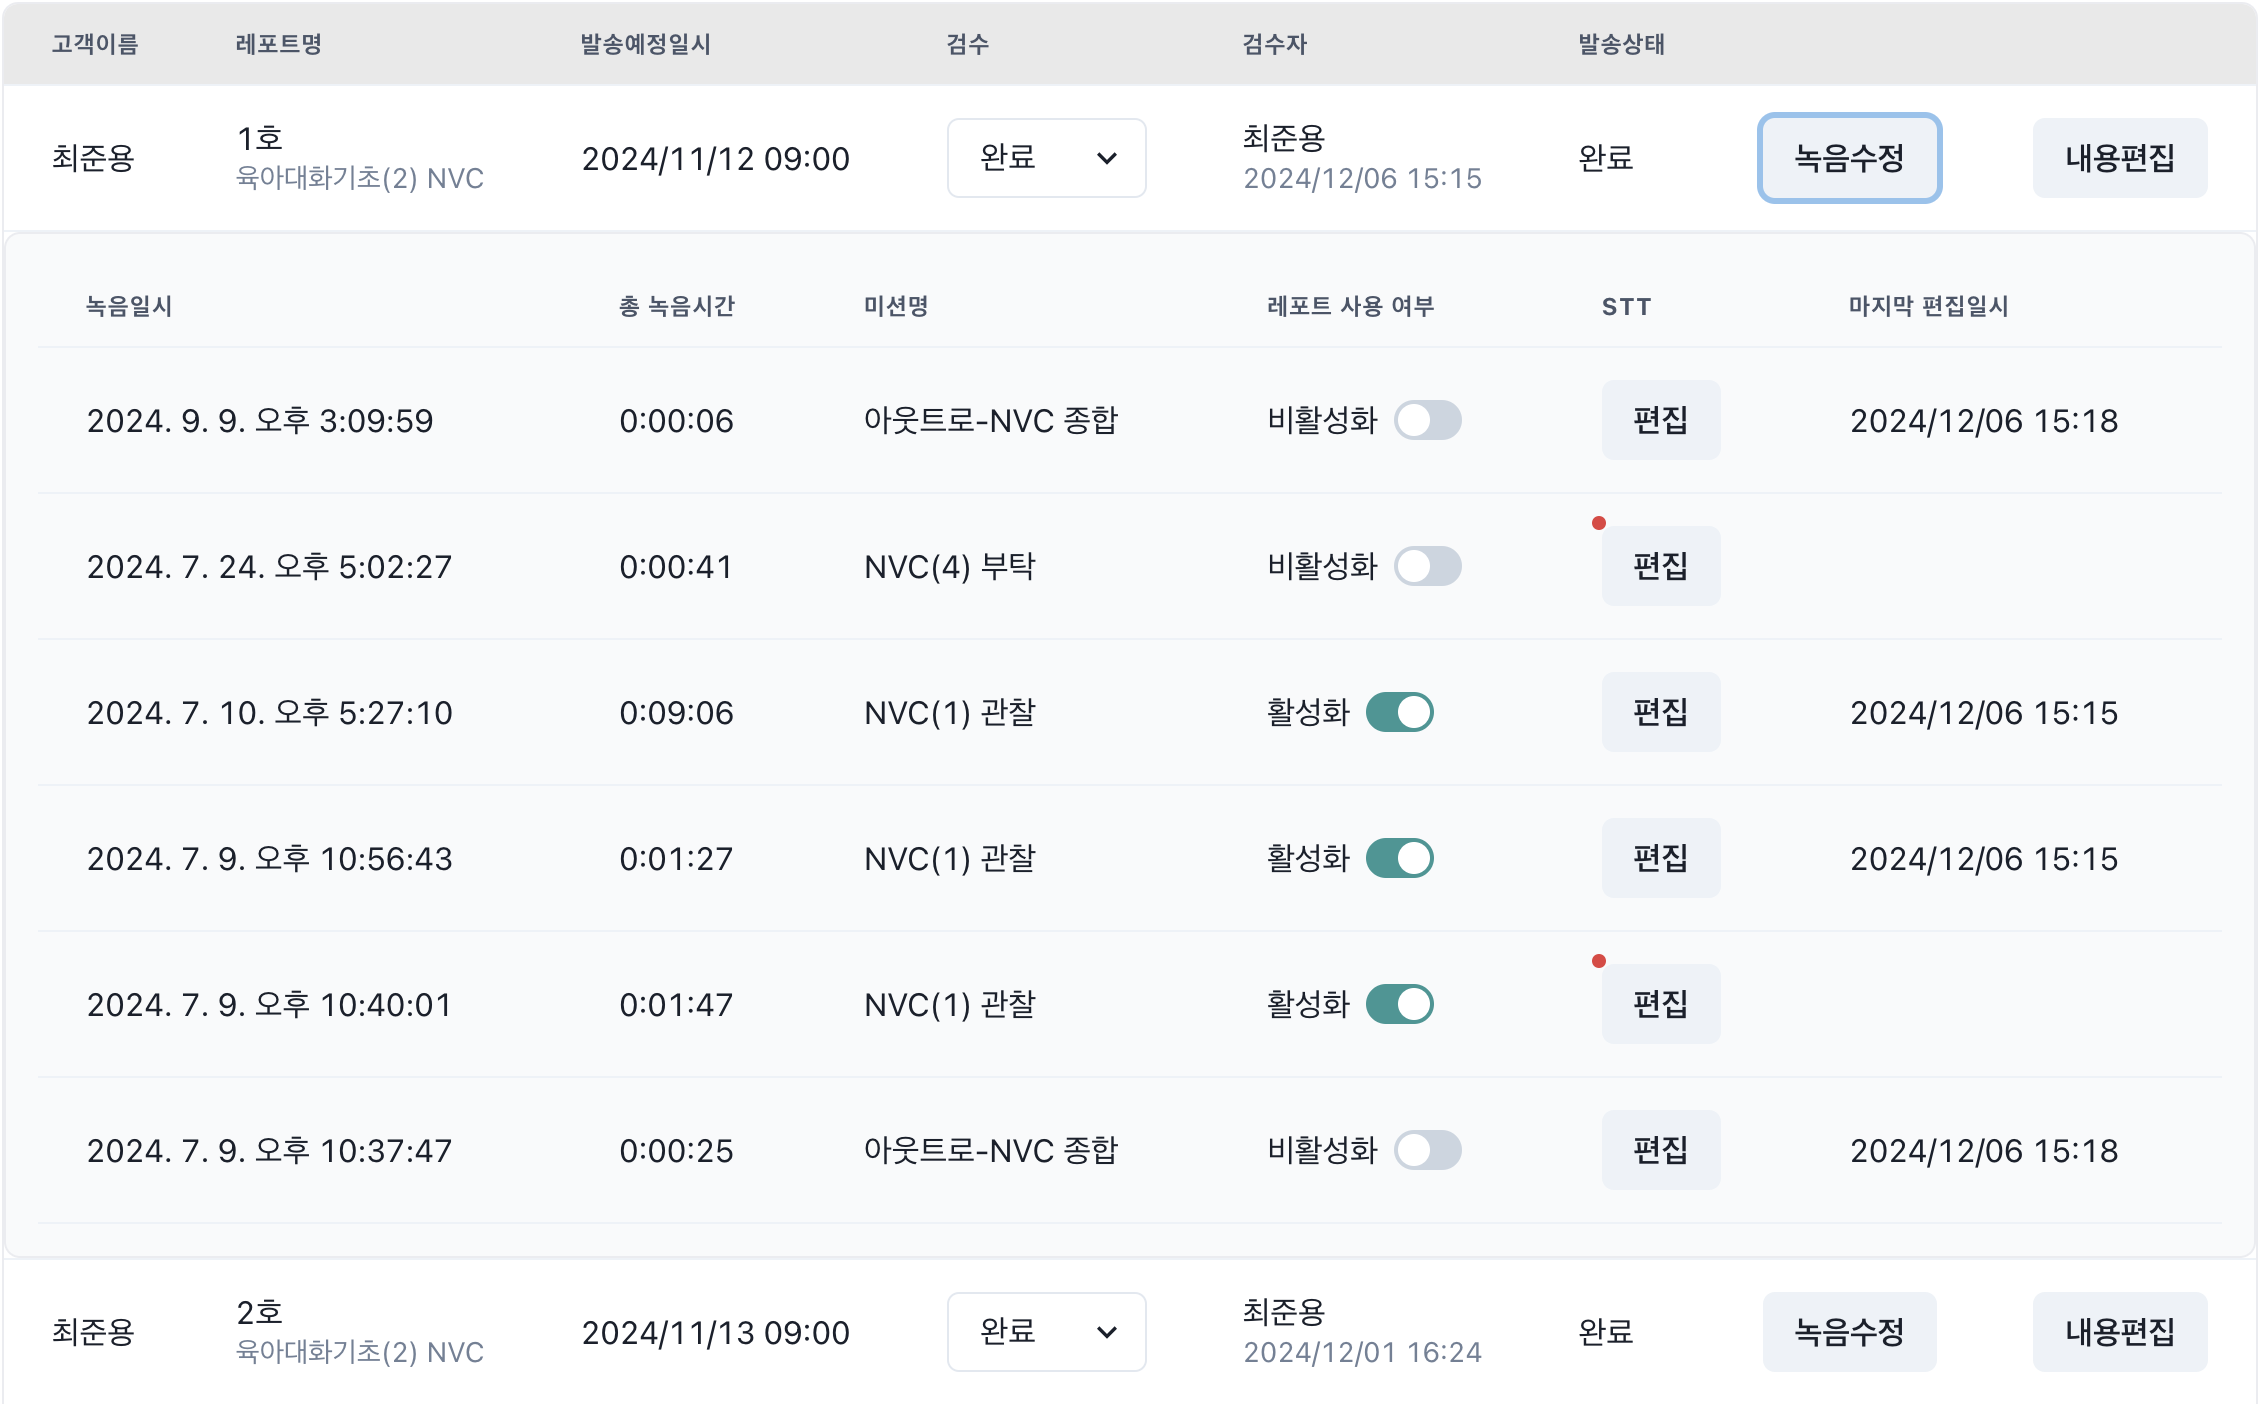 고객이름 레포트명 발송예정일시 검수 검수자 발송상태
최준용 1호 2024/11/12 09:00 완료 최준용 완료 녹음수정 내용편집
육아대화기초(2) NVC 2024/12/06 15:15
녹음일시 총 녹음시간 미션명 레포트 사용 여부 STT 마지막 편집일시
2024. 9. 9. 오후 3:09:59 0:00:06 아웃트로-NVC 종합 비활성화 편집 2024/12/06 15:18
2024. 7. 24. 오후 5:02:27 0:00:41 NVC(4) 부탁 비활성화 편집
2024. 7. 10. 오후 5:27:10 0:09:06 NVC(1) 관찰 활성화 편집 2024/12/06 15:15
2024. 7. 9. 오후 10:56:43 0:01:27 NVC(1) 관찰 활성화 편집 2024/12/06 15:15
2024. 7. 9. 오후 10:40:01 0:01:47 NVC(1) 관찰 활성화 편집
2024. 7. 9. 오후 10:37:47 0:00:25 아웃트로-NVC 종합 비활성화 편집 2024/12/06 15:18
최준용 2호 2024/11/13 09:00 완료 최준용 완료 녹음수정 내용편집
육아대화기초(2) NVC 2024/12/01 16:24